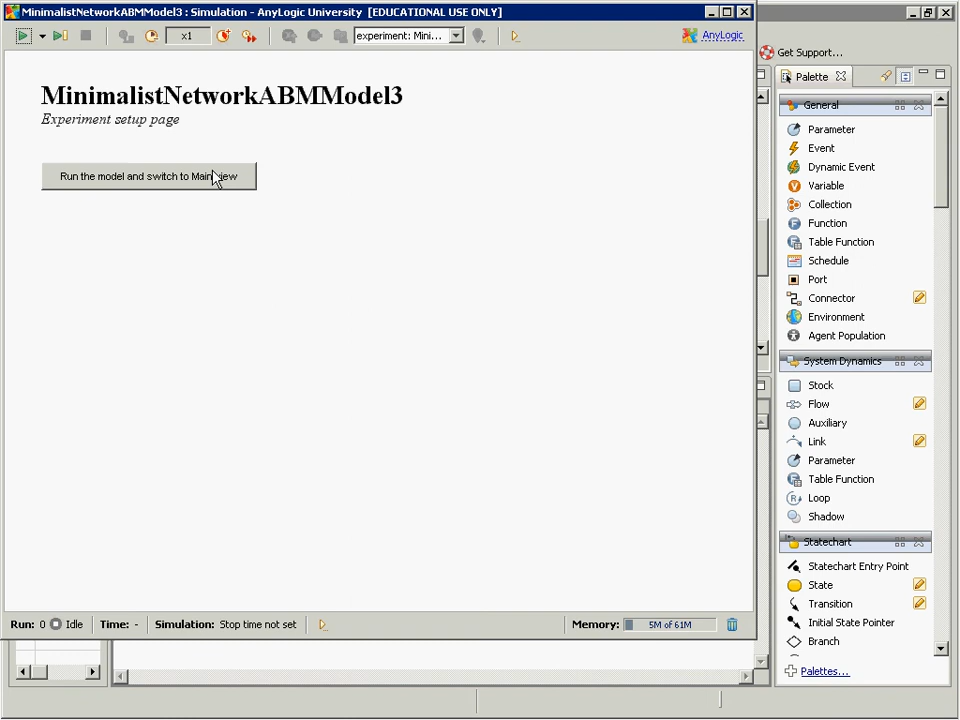 MinimalistNetworkABMModel3 : Simulation - AnyLogic University [EDUCATIONAL USE ONLY]
x1
experiment: Mini...
AnyLogic
Get Support...
MinimalistNetworkABMModel3
Experiment setup page
Run the model and switch to Main view
Palette
General
Parameter
Event
Dynamic Event
Variable
Collection
Function
Table Function
Schedule
Port
Connector
Environment
Agent Population
System Dynamics
Stock
Flow
Auxiliary
Link
Parameter
Table Function
Loop
Shadow
Statechart
Statechart Entry Point
State
Transition
Initial State Pointer
Branch
Palettes...
Run: 0 Idle Time: - Simulation: Stop time not set Memory: 5M of 61M